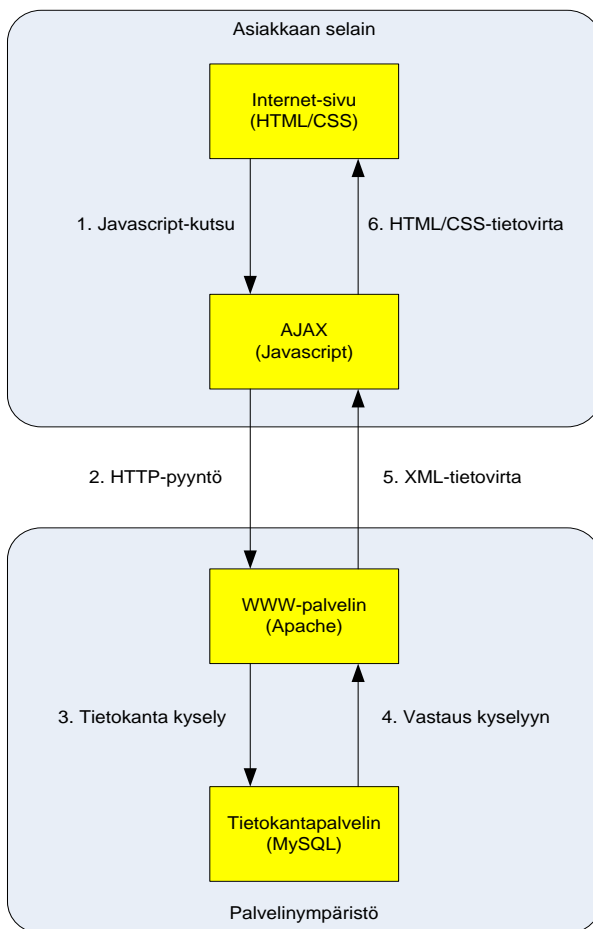 Asiakkaan selain
Internet-sivu
(HTML/CSS)
1. Javascript-kutsu
6. HTML/CSS-tietovirta
AJAX
(Javascript)
2. HTTP-pyyntö
5. XML-tietovirta
WWW-palvelin
(Apache)
3. Tietokanta kysely
4. Vastaus kyselyyn
Tietokantapalvelin
(MySQL)
Palvelinympäristö